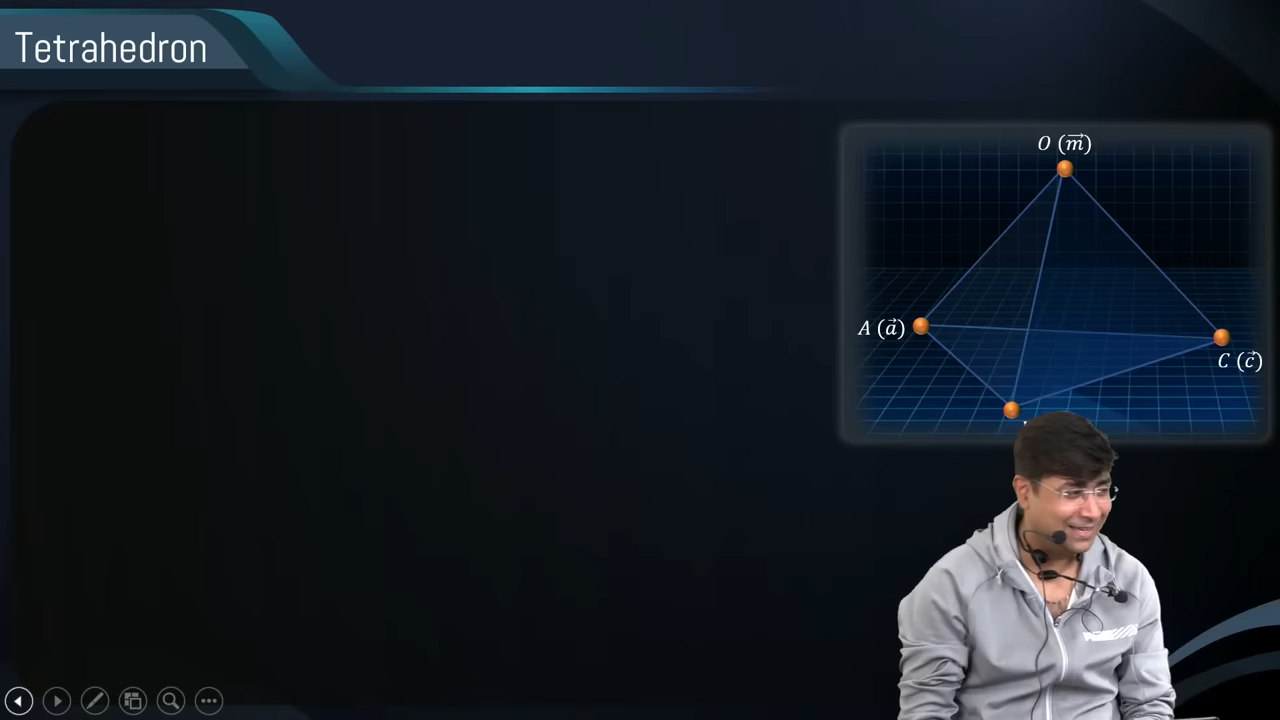 Tetrahedron
O (m⃗)
A (a⃗)
C (c⃗)